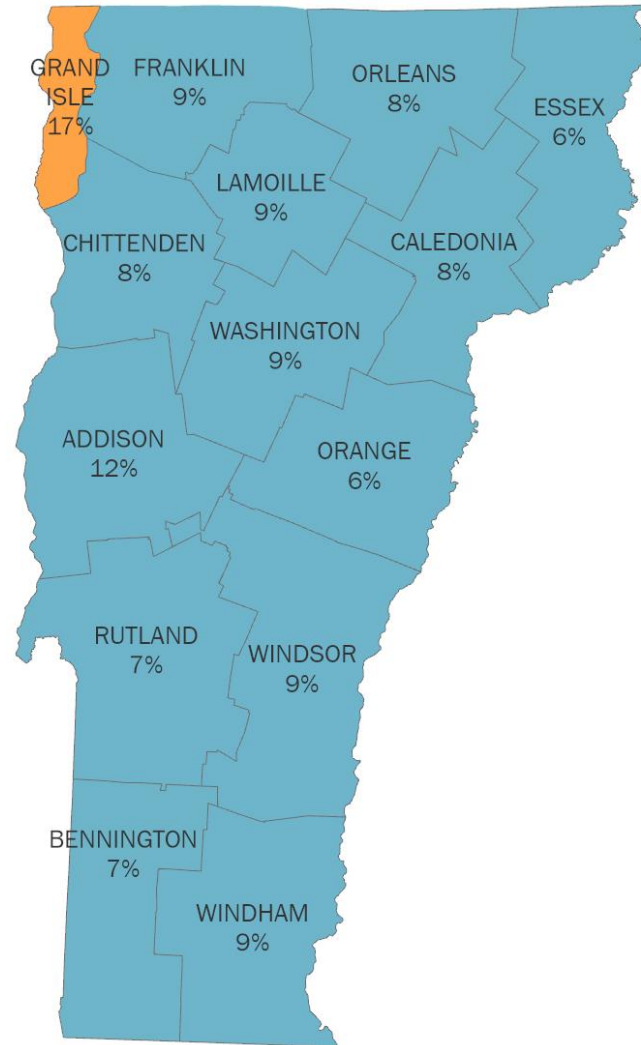 GRAND
ISLE
17%
FRANKLIN
9%
ORLEANS
8%
ESSEX
6%
LAMOILLE
9%
CHITTENDEN
8%
CALEDONIA
8%
WASHINGTON
9%
ADDISON
12%
ORANGE
6%
RUTLAND
7%
WINDSOR
9%
BENNINGTON
7%
WINDHAM
9%